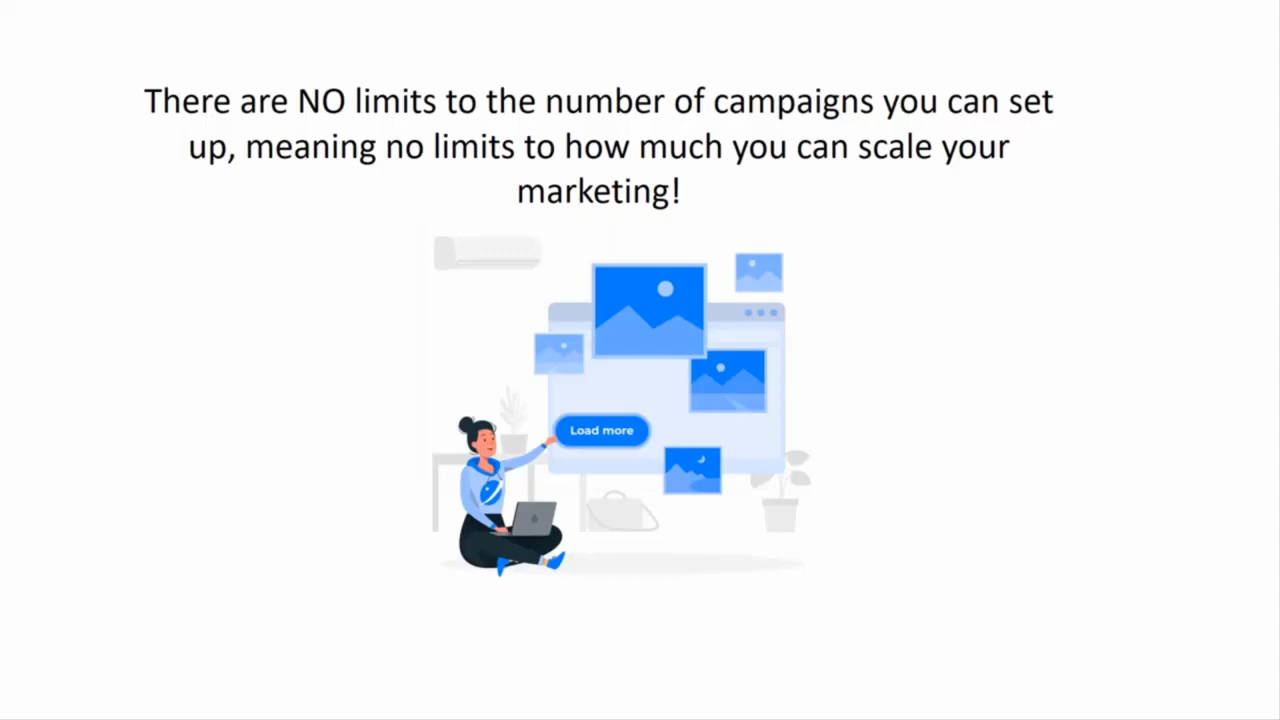 There are NO limits to the number of campaigns you can set
up, meaning no limits to how much you can scale your
marketing!
Load more